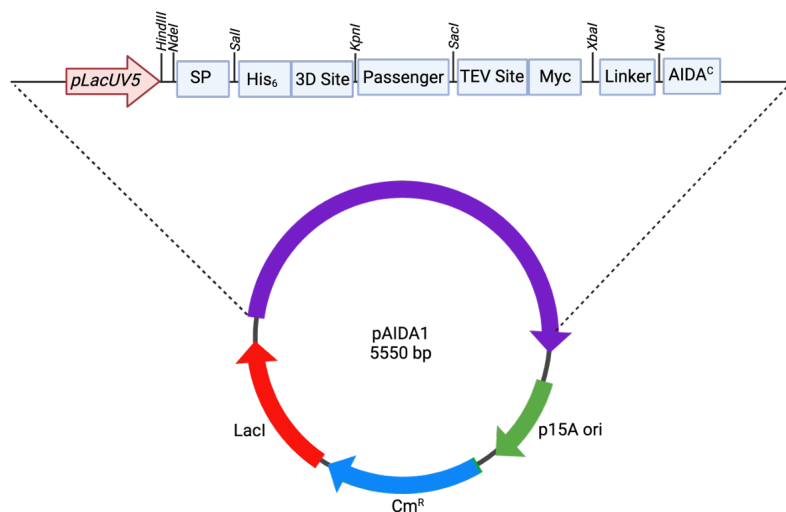 HindIII
NdeI
SalI
KpnI
SacI
XbaI
NotI
pLacUV5
SP
His₆
3D Site
Passenger
TEV Site
Myc
Linker
AIDAᶜ
pAIDA1
5550 bp
LacI
p15A ori
Cmᴿ